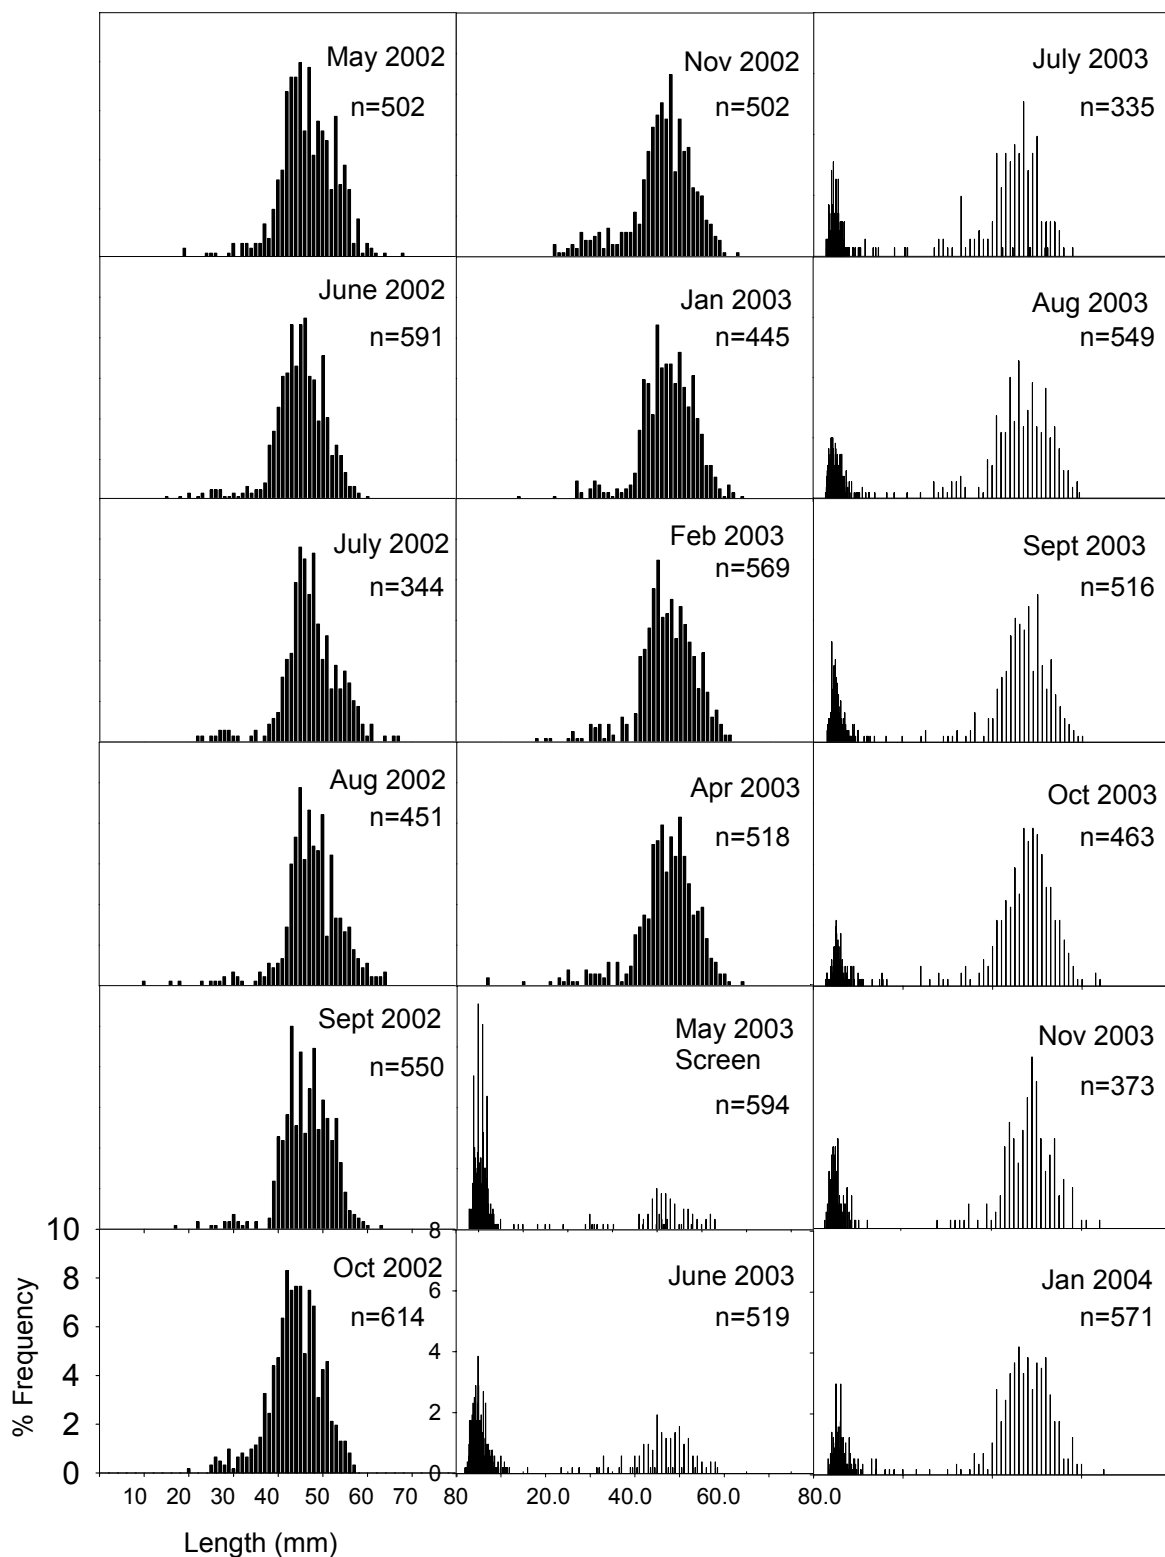 May 2002
n=502
Nov 2002
n=502
July 2003
n=335
June 2002
n=591
Jan 2003
n=445
Aug 2003
n=549
July 2002
n=344
Feb 2003
n=569
Sept 2003
n=516
Aug 2002
n=451
Apr 2003
n=518
Oct 2003
n=463
Sept 2002
n=550
May 2003
Screen
n=594
Nov 2003
n=373
Oct 2002
n=614
June 2003
n=519
Jan 2004
n=571
% Frequency
10
8
6
4
2
0
8
6
4
2
0
10 20 30 40 50 60 70 80 20.0 40.0 60.0 80.0
Length (mm)